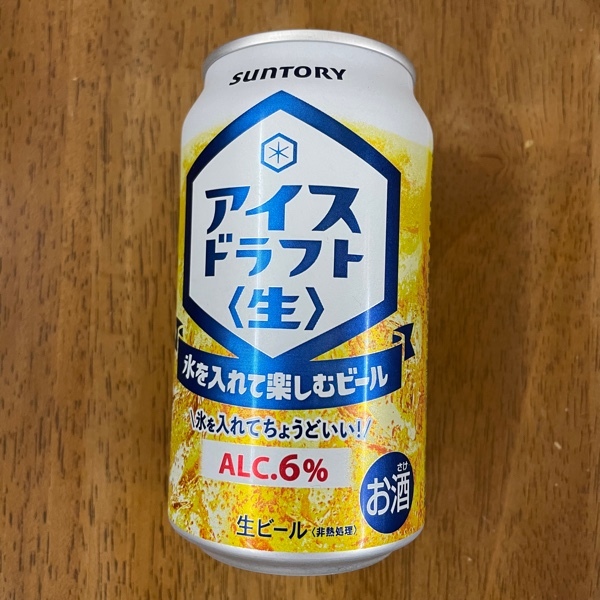 SUNTORY
アイス
ドラフト
〈生〉
氷を入れて楽しむビール
\氷を入れてちょうどいい!/
ALC.6%
さけ
お酒
生ビール〈非熱処理〉